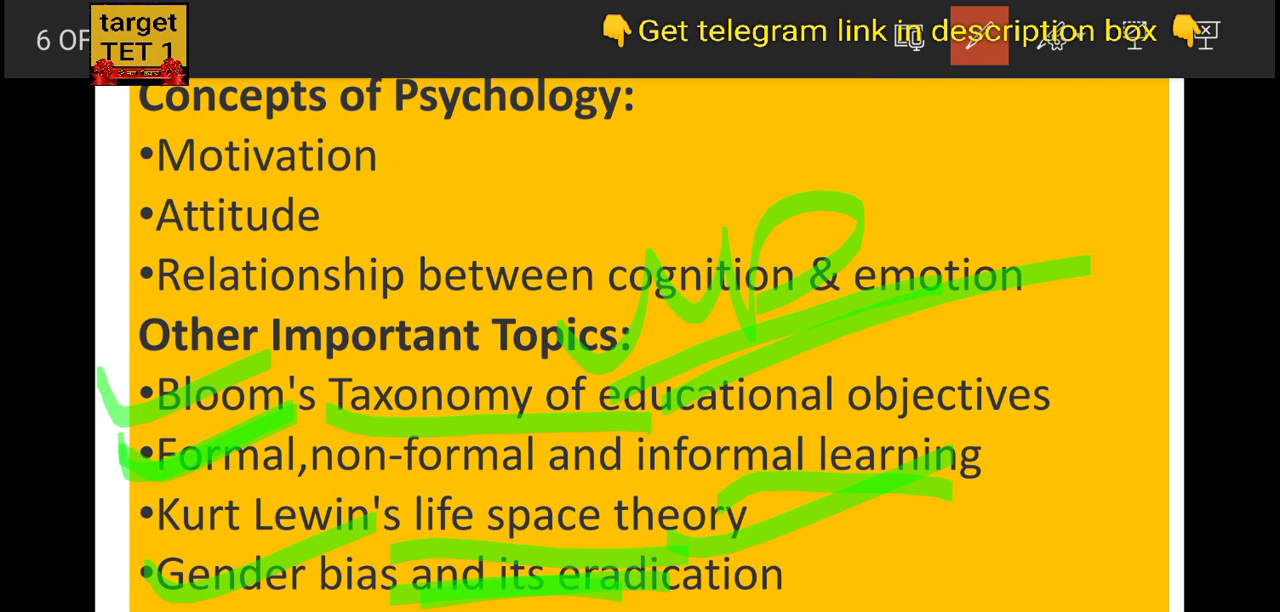 6 OF
target
TET 1
👇Get telegram link in description box 👇
Concepts of Psychology:
•Motivation
•Attitude
•Relationship between cognition & emotion
Other Important Topics:
•Bloom's Taxonomy of educational objectives
•Formal,non-formal and informal learning
•Kurt Lewin's life space theory
•Gender bias and its eradication